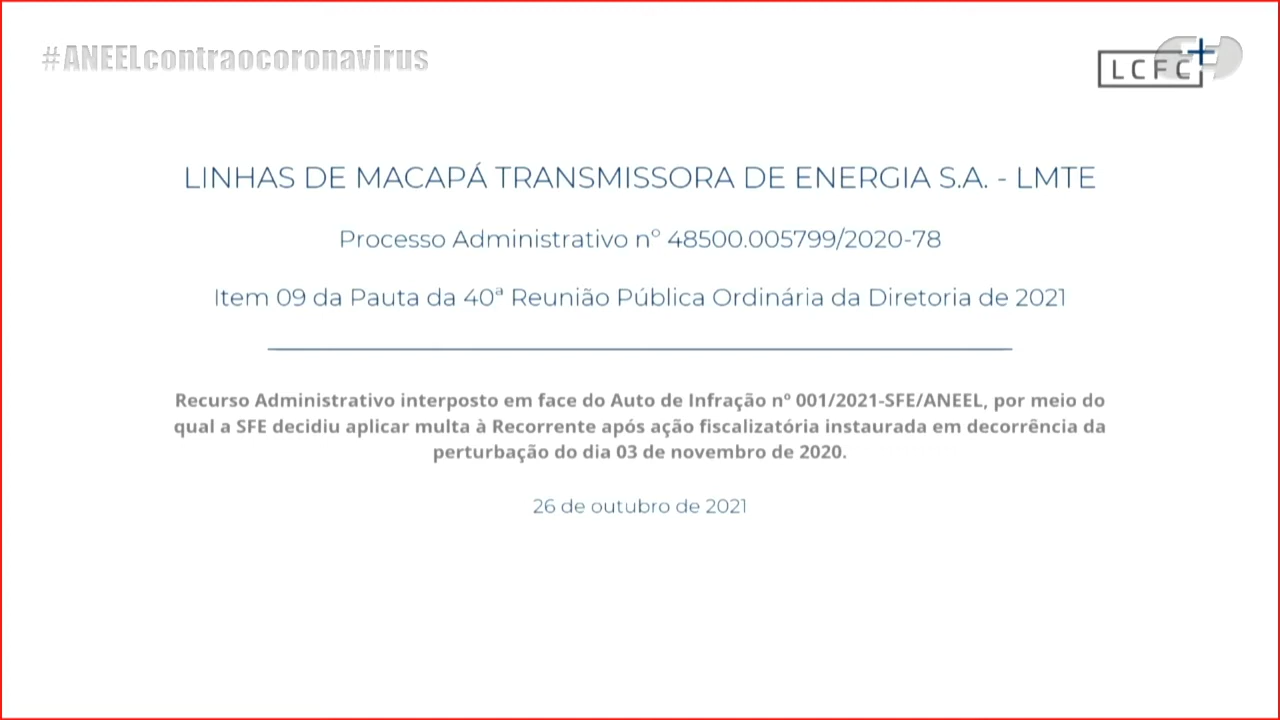 #ANEELcontraocoronavirus
LCFC
LINHAS DE MACAPÁ TRANSMISSORA DE ENERGIA S.A. - LMTE
Processo Administrativo nº 48500.005799/2020-78
Item 09 da Pauta da 40ª Reunião Pública Ordinária da Diretoria de 2021
Recurso Administrativo interposto em face do Auto de Infração nº 001/2021-SFE/ANEEL, por meio do
qual a SFE decidiu aplicar multa à Recorrente após ação fiscalizatória instaurada em decorrência da
perturbação do dia 03 de novembro de 2020.
26 de outubro de 2021